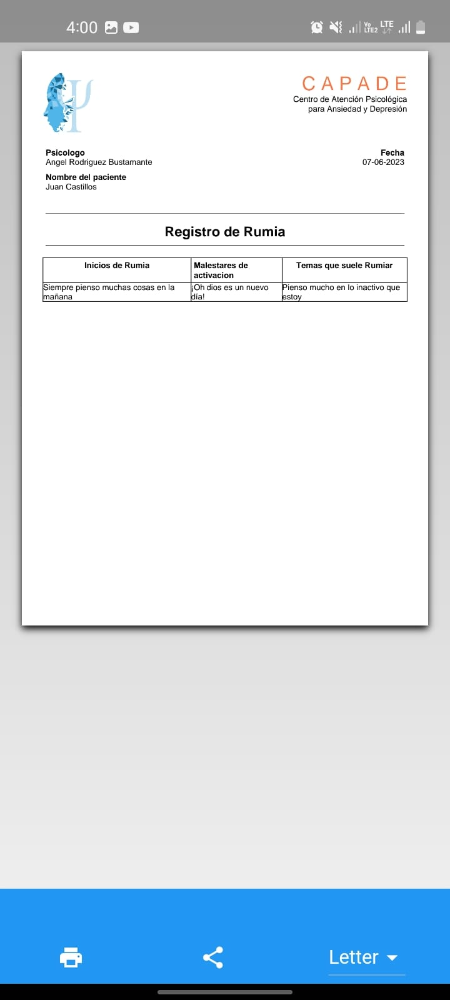 4:00
Vo
LTE2
LTE
CAPADE
Centro de Atención Psicológica
para Ansiedad y Depresión
Psicologo
Angel Rodriguez Bustamante
Fecha
07-06-2023
Nombre del paciente
Juan Castillos
Registro de Rumia
Inicios de Rumia
Malestares de
activacion
Temas que suele Rumiar
Siempre pienso muchas cosas en la
mañana
¡Oh dios es un nuevo
día!
Pienso mucho en lo inactivo que
estoy
Letter